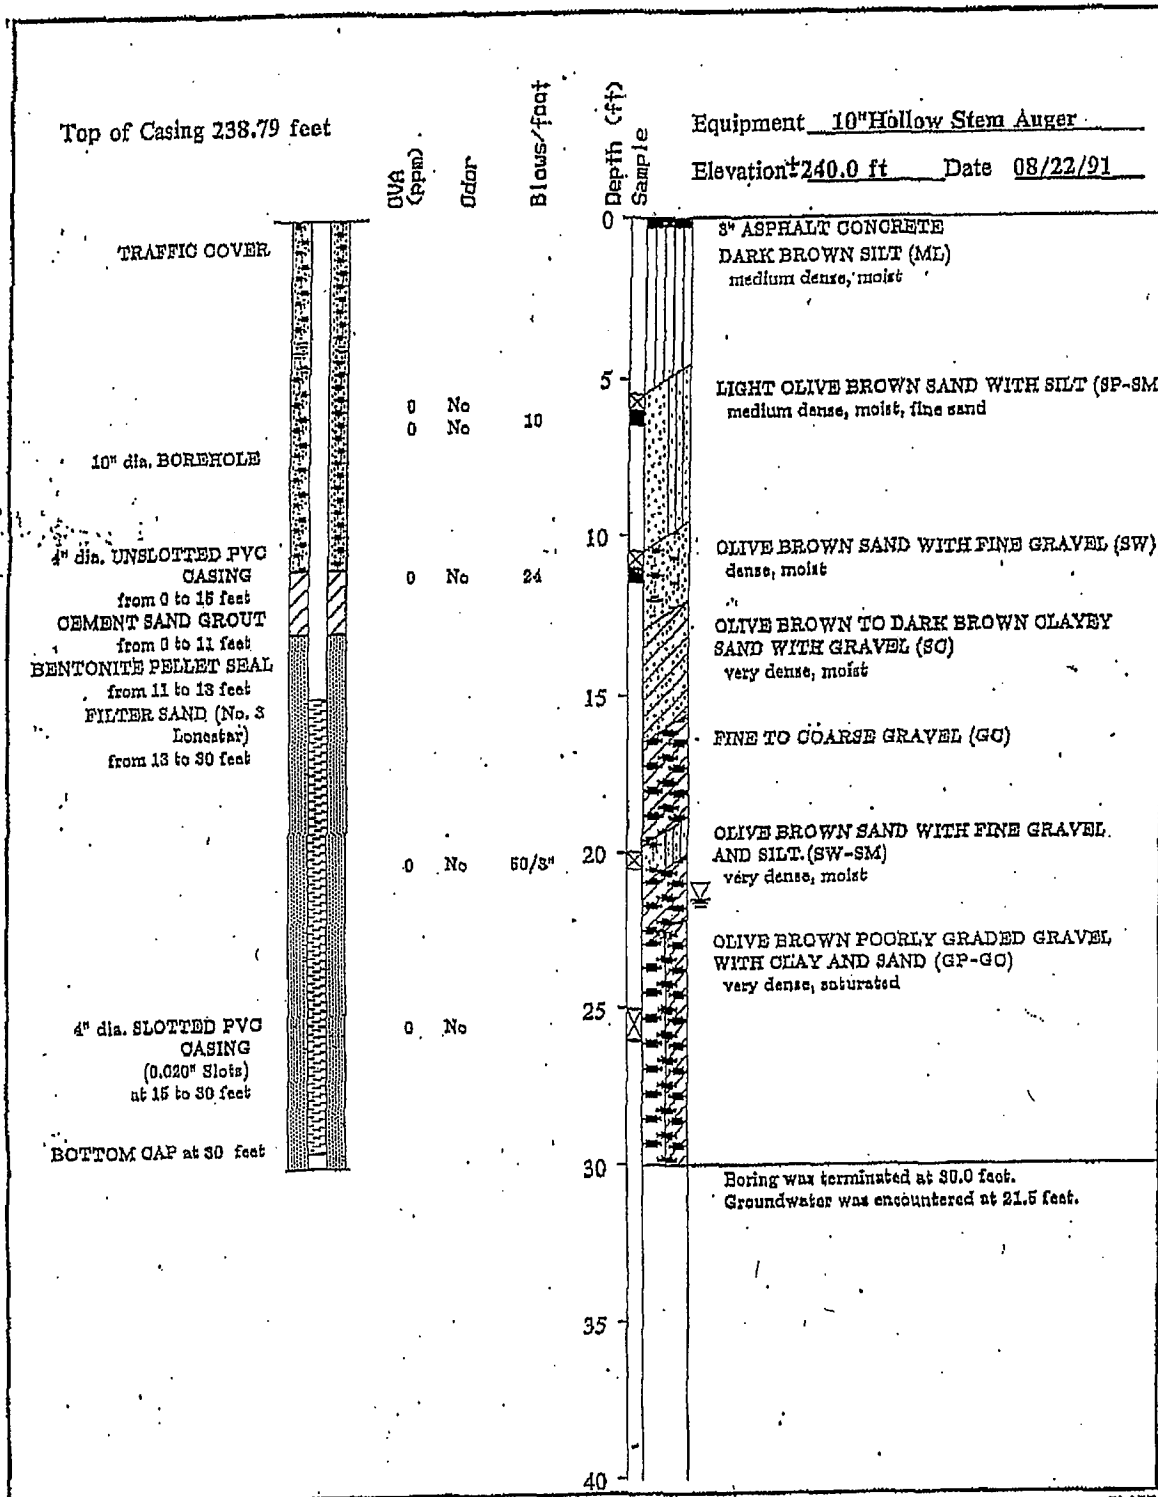 Top of Casing 238.79 feet
OVA (ppm)
Odor
Blows/foot
Depth (ft)
Sample
Equipment 10"Hollow Stem Auger
Elevation ±240.0 ft Date 08/22/91
TRAFFIC COVER
10" dia. BOREHOLE
4" dia. UNSLOTTED PVC
CASING
from 0 to 15 feet
CEMENT SAND GROUT
from 0 to 11 feet
BENTONITE PELLET SEAL
from 11 to 13 feet
FILTER SAND (No. 3
Lonestar)
from 13 to 30 feet
4" dia. SLOTTED PVC
CASING
(0.020" Slots)
at 15 to 30 feet
BOTTOM CAP at 30 feet
0 No
0 No
10
0 No 24
0 No 50/3"
0 No
0
5
10
15
20
25
30
35
40
3" ASPHALT CONCRETE
DARK BROWN SILT (ML)
medium dense, moist
LIGHT OLIVE BROWN SAND WITH SILT (SP-SM
medium dense, moist, fine sand
OLIVE BROWN SAND WITH FINE GRAVEL (SW)
dense, moist
OLIVE BROWN TO DARK BROWN CLAYEY
SAND WITH GRAVEL (SC)
very dense, moist
FINE TO COARSE GRAVEL (GC)
OLIVE BROWN SAND WITH FINE GRAVEL
AND SILT.(SW-SM)
very dense, moist
OLIVE BROWN POORLY GRADED GRAVEL
WITH CLAY AND SAND (GP-GC)
very dense, saturated
Boring was terminated at 30.0 feet.
Groundwater was encountered at 21.5 feet.